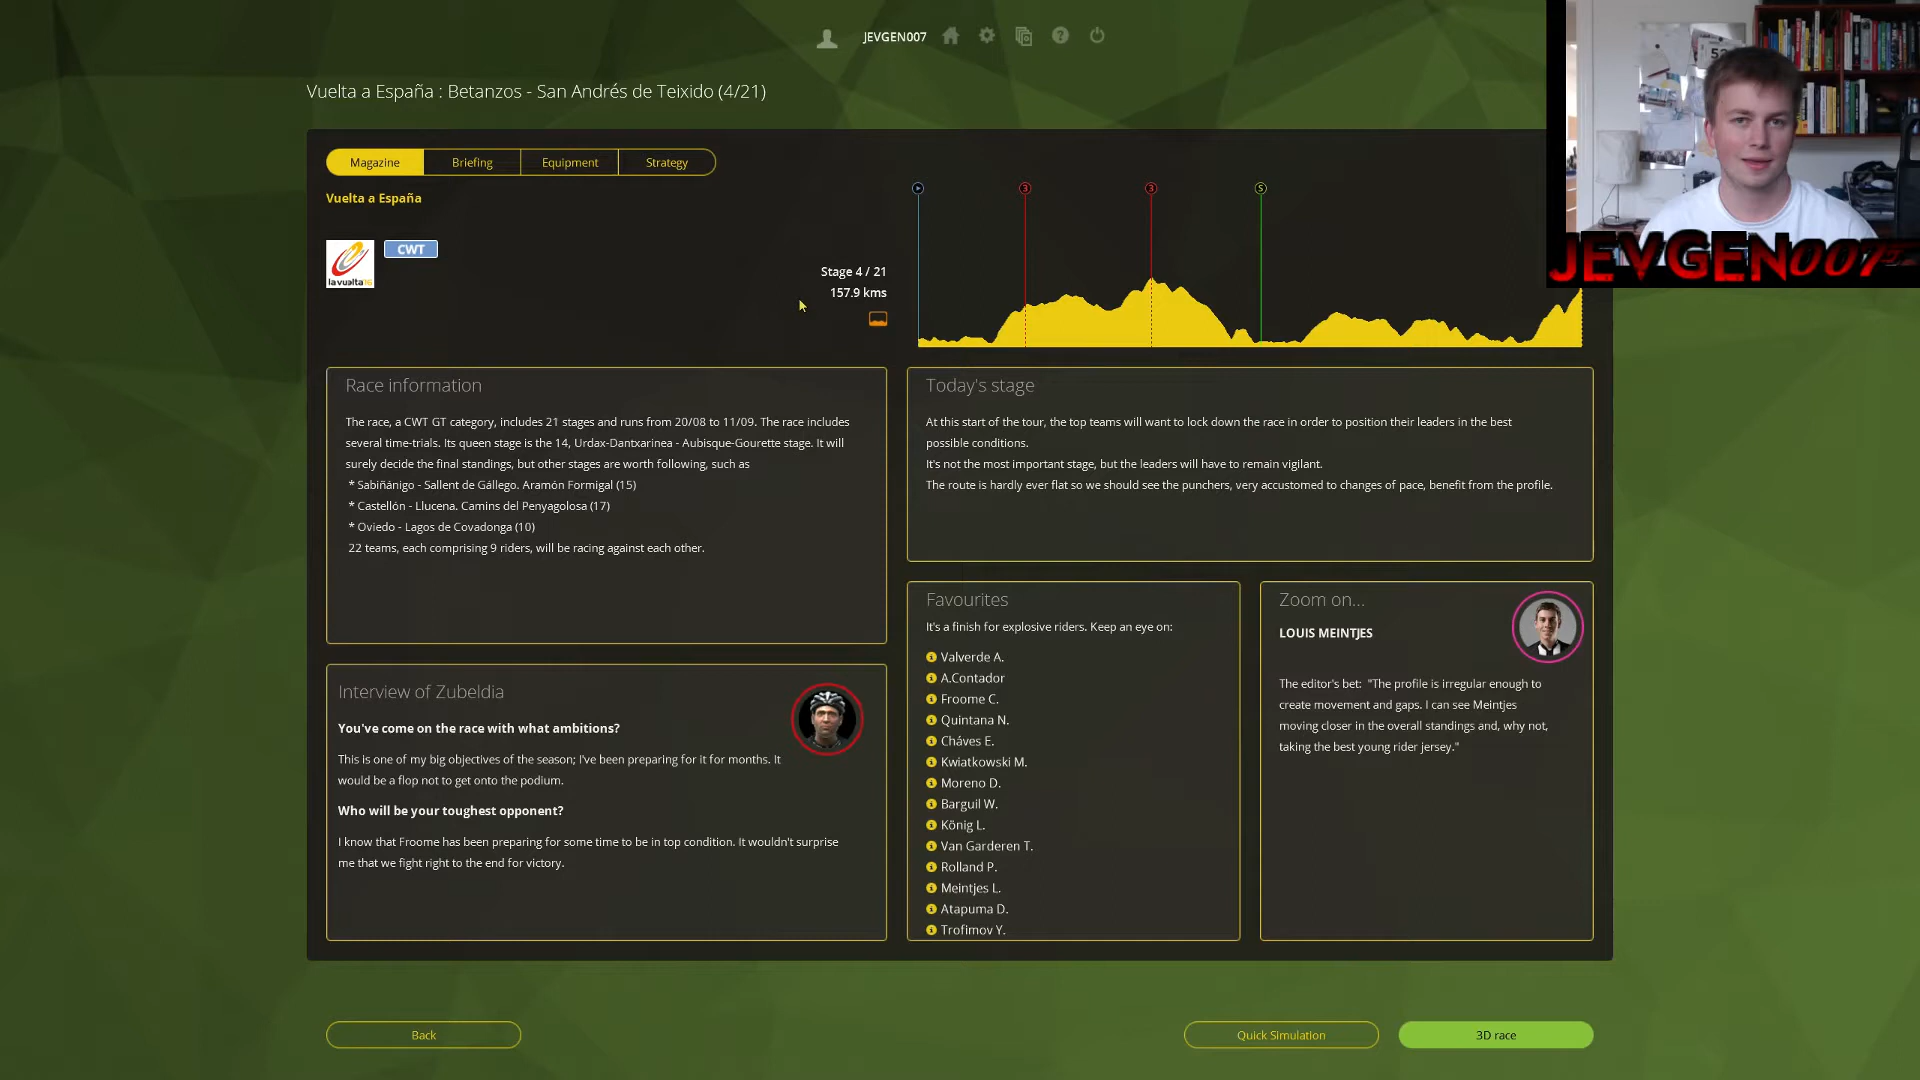 JEVGEN007
Vuelta a España : Betanzos - San Andrés de Teixido (4/21)
Magazine
Briefing
Equipment
Strategy
Vuelta a España
la vuelta16
CWT
Stage 4 / 21
157.9 kms
3
3
S
JEVGEN007
Race information
The race, a CWT GT category, includes 21 stages and runs from 20/08 to 11/09. The race includes
several time-trials. Its queen stage is the 14, Urdax-Dantxarinea - Aubisque-Gourette stage. It will
surely decide the final standings, but other stages are worth following, such as
* Sabiñánigo - Sallent de Gállego. Aramón Formigal (15)
* Castellón - Llucena. Camins del Penyagolosa (17)
* Oviedo - Lagos de Covadonga (10)
22 teams, each comprising 9 riders, will be racing against each other.
Today's stage
At this start of the tour, the top teams will want to lock down the race in order to position their leaders in the best
possible conditions.
It's not the most important stage, but the leaders will have to remain vigilant.
The route is hardly ever flat so we should see the punchers, very accustomed to changes of pace, benefit from the profile.
Interview of Zubeldia
You've come on the race with what ambitions?
This is one of my big objectives of the season; I've been preparing for it for months. It
would be a flop not to get onto the podium.
Who will be your toughest opponent?
I know that Froome has been preparing for some time to be in top condition. It wouldn't surprise
me that we fight right to the end for victory.
Favourites
It's a finish for explosive riders. Keep an eye on:
Valverde A.
A.Contador
Froome C.
Quintana N.
Cháves E.
Kwiatkowski M.
Moreno D.
Barguil W.
König L.
Van Garderen T.
Rolland P.
Meintjes L.
Atapuma D.
Trofimov Y.
Zoom on...
LOUIS MEINTJES
The editor's bet: "The profile is irregular enough to
create movement and gaps. I can see Meintjes
moving closer in the overall standings and, why not,
taking the best young rider jersey."
Back
Quick Simulation
3D race